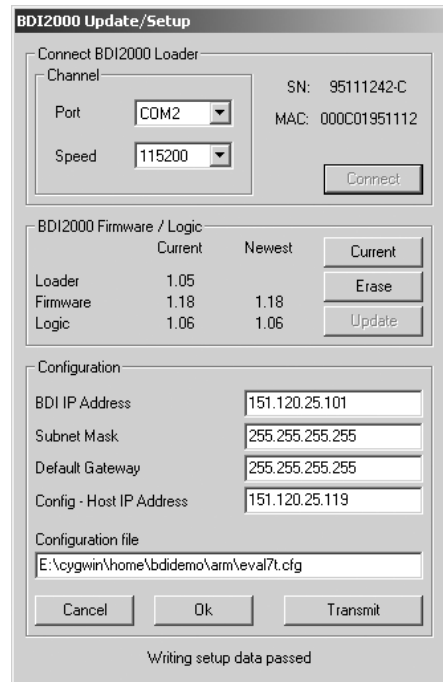 BDI2000 Update/Setup
Connect BDI2000 Loader
Channel
Port COM2
Speed 115200
SN: 95111242-C
MAC: 000C01951112
Connect
BDI2000 Firmware / Logic
Current Newest Current
Loader 1.05 Erase
Firmware 1.18 1.18
Logic 1.06 1.06 Update
Configuration
BDI IP Address 151.120.25.101
Subnet Mask 255.255.255.255
Default Gateway 255.255.255.255
Config - Host IP Address 151.120.25.119
Configuration file
E:\cygwin\home\bdidemo\arm\eval7t.cfg
Cancel Ok Transmit
Writing setup data passed